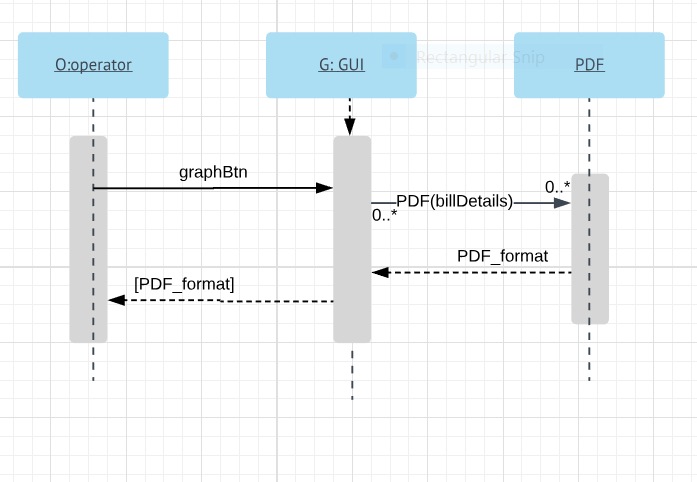 O:operator
G: GUI
Rectangular Snip
PDF
graphBtn
0..*
PDF(billDetails)
0..*
PDF_format
[PDF_format]